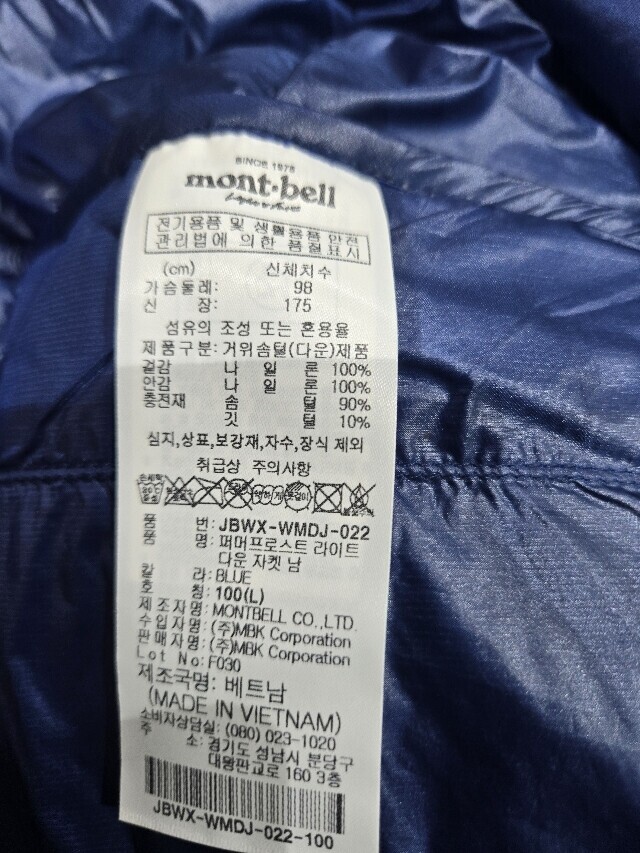 SINCE 1975
mont·bell
전기용품 및 생활용품 안전
관리법에 의한 품질표시
(cm) 신체치수
가슴둘레: 98
신 장: 175
섬유의 조성 또는 혼용율
제품구분: 거위솜털(다운)제품
겉감 나 일 론 100%
안감 나 일 론 100%
충전재 솜 털 90%
깃 털 10%
심지,상표,보강재,자수,장식 제외
취급상 주의사항
품 번: JBWX-WMDJ-022
품 명: 퍼머프로스트 라이트
다운 자켓 남
칼 라: BLUE
호 칭: 100(L)
제조자명: MONTBELL CO.,LTD.
수입자명: (주)MBK Corporation
판매자명: (주)MBK Corporation
Lot No: F030
제조국명: 베트남
(MADE IN VIETNAM)
소비자상담실: (080) 023-1020
주 소: 경기도 성남시 분당구
대왕판교로 160 3층
JBWX-WMDJ-022-100